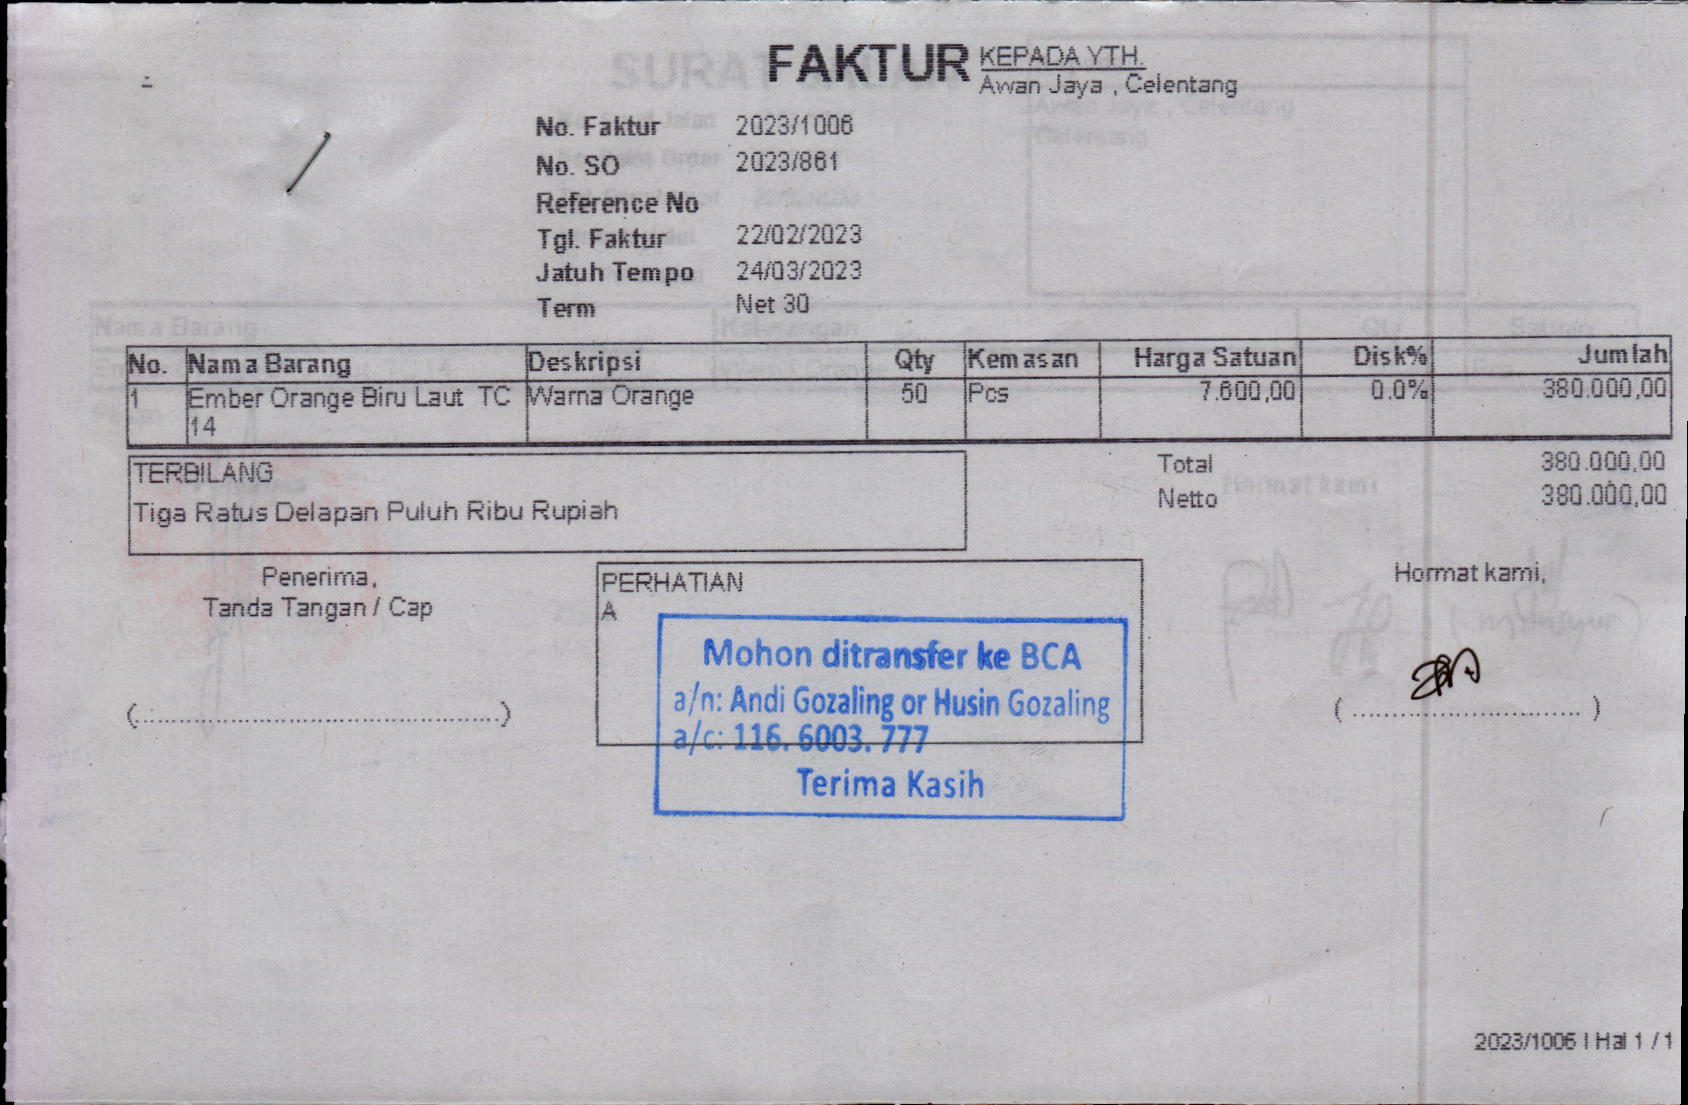 FAKTUR
KEPADA YTH.
Awan Jaya , Celentang
No. Faktur 2023/1006
No. SO 2023/861
Reference No
Tgl. Faktur 22/02/2023
Jatuh Tempo 24/03/2023
Term Net 30
No. Nama Barang Deskripsi Qty Kemasan Harga Satuan Disk% Jumlah
1 Ember Orange Biru Laut TC Warna Orange 50 Pcs 7.600,00 0.0% 380.000,00
14
TERBILANG
Tiga Ratus Delapan Puluh Ribu Rupiah
Total 380.000,00
Netto 380.000,00
Penerima,
Tanda Tangan / Cap
(..................................................)
PERHATIAN
A
Mohon ditransfer ke BCA
a/n: Andi Gozaling or Husin Gozaling
a/c: 116. 6003. 777
Terima Kasih
Hormat kami,
( ............................... )
2023/1006 | Hal 1 / 1